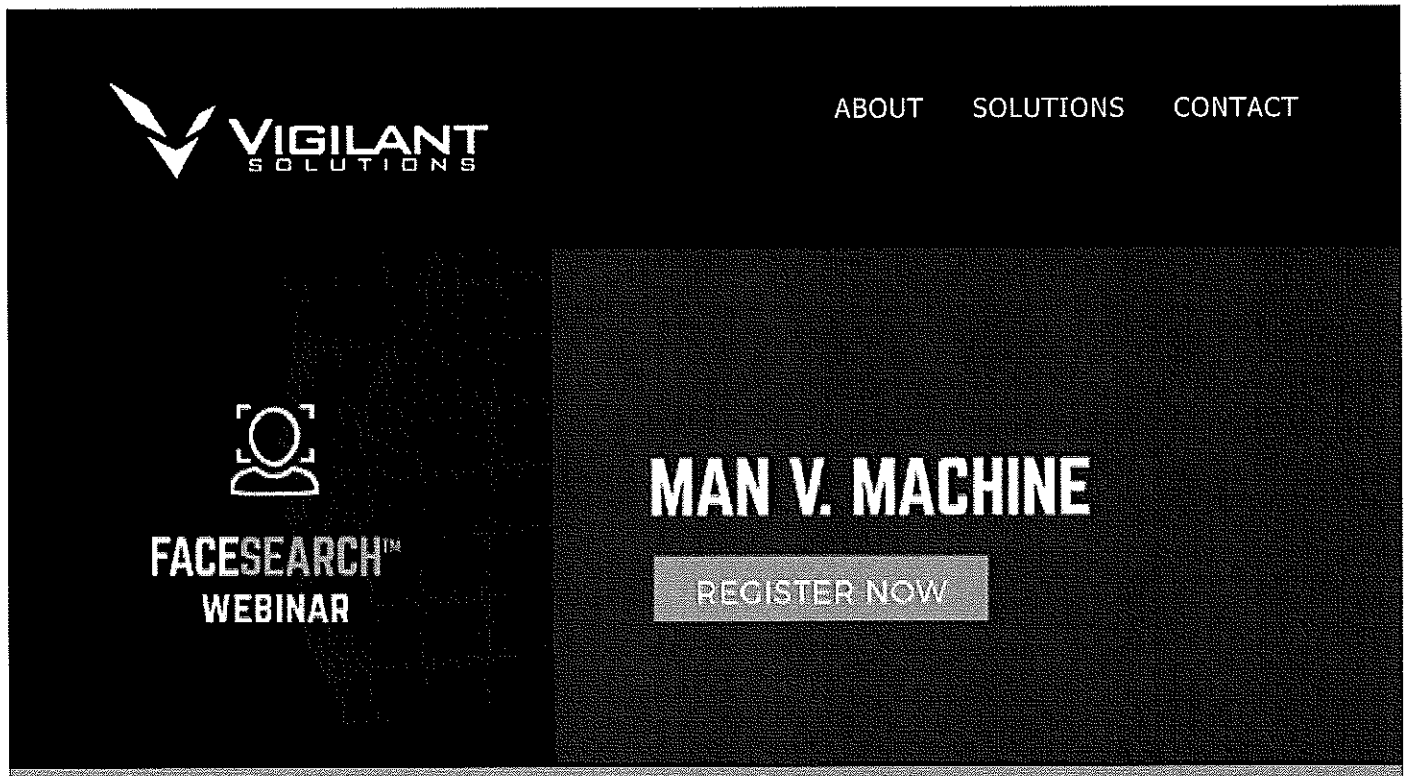 VIGILANT
SOLUTIONS
ABOUT SOLUTIONS CONTACT
FACESEARCH™
WEBINAR
MAN V. MACHINE
REGISTER NOW